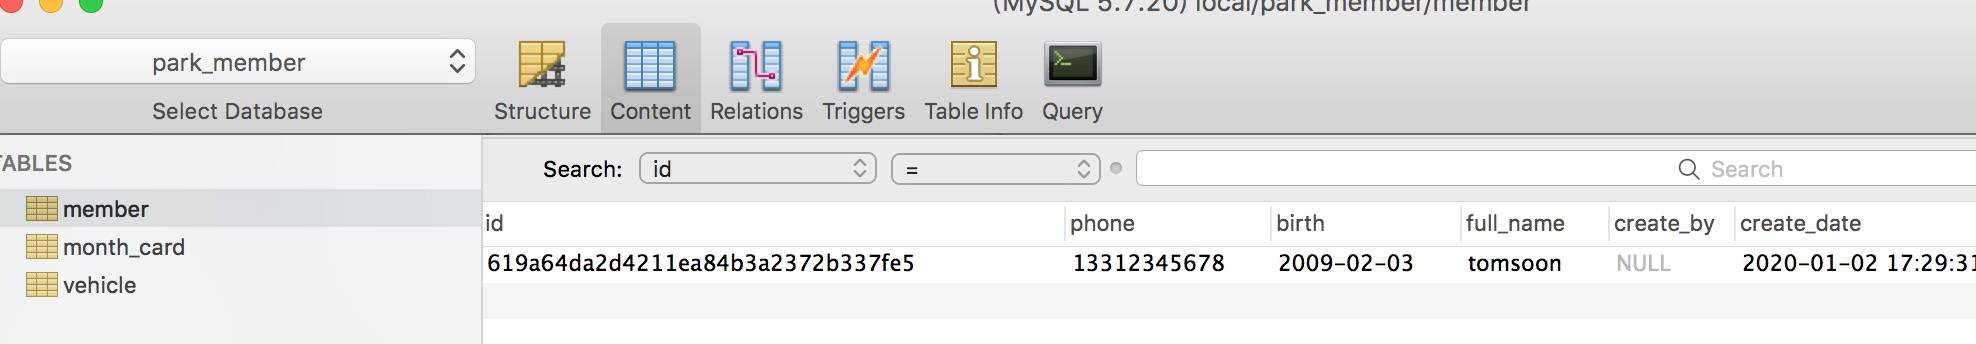 (MySQL 5.7.20) local/park_member/member
park_member
Select Database
Structure
Content
Relations
Triggers
Table Info
Query
TABLES
member
month_card
vehicle
Search: id = Search
id phone birth full_name create_by create_date
619a64da2d4211ea84b3a2372b337fe5 13312345678 2009-02-03 tomsoon NULL 2020-01-02 17:29:31